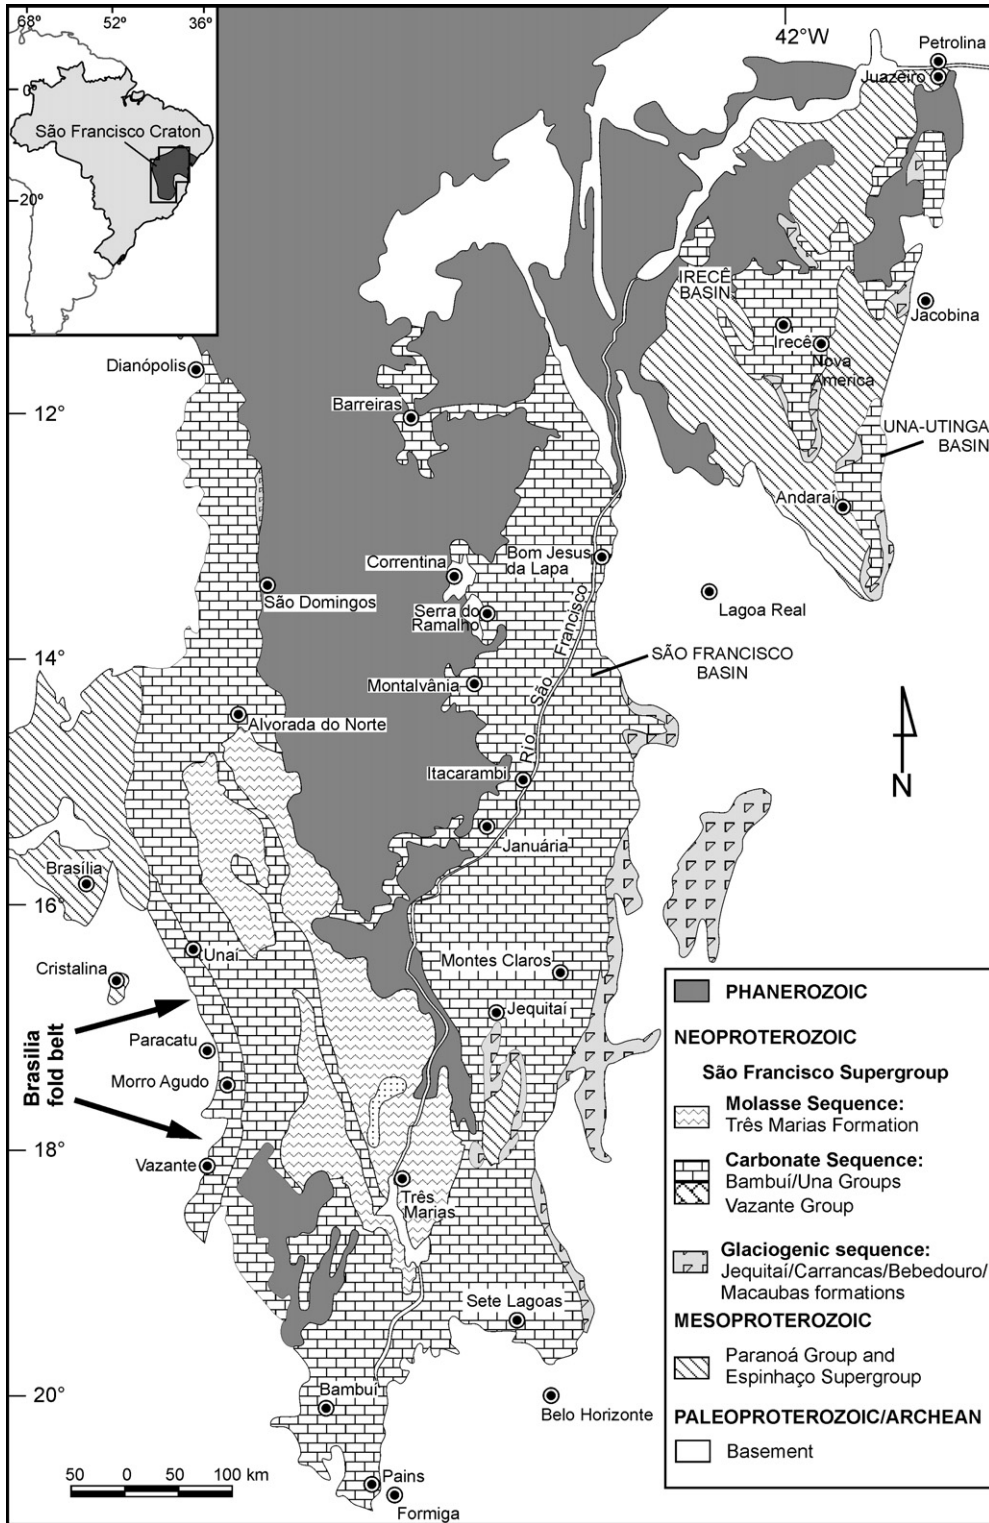 68°
52°
36°
0°
20°
São Francisco Craton
42°W
Petrolina
Juazeiro
IRECÊ
BASIN
Jacobina
Irecê
Nova
America
Dianópolis
Barreiras
12°
UNA-UTINGA
BASIN
Andaraí
Correntina
Bom Jesus
da Lapa
São Domingos
Serra do
Ramalho
Lagoa Real
14°
SÃO FRANCISCO
BASIN
Montalvânia
Rio São Francisco
Alvorada do Norte
Itacarambi
N
Januária
Brasília
16°
Unaí
Cristalina
Montes Claros
Jequitaí
Brasilia
fold belt
Paracatu
Morro Agudo
18°
Vazante
Três
Marias
Sete Lagoas
20°
Bambuí
Belo Horizonte
Pains
Formiga
50 0 50 100 km
PHANEROZOIC
NEOPROTEROZOIC
São Francisco Supergroup
Molasse Sequence:
Três Marias Formation
Carbonate Sequence:
Bambuí/Una Groups
Vazante Group
Glaciogenic sequence:
Jequitaí/Carrancas/Bebedouro/
Macaubas formations
MESOPROTEROZOIC
Paranoá Group and
Espinhaço Supergroup
PALEOPROTEROZOIC/ARCHEAN
Basement